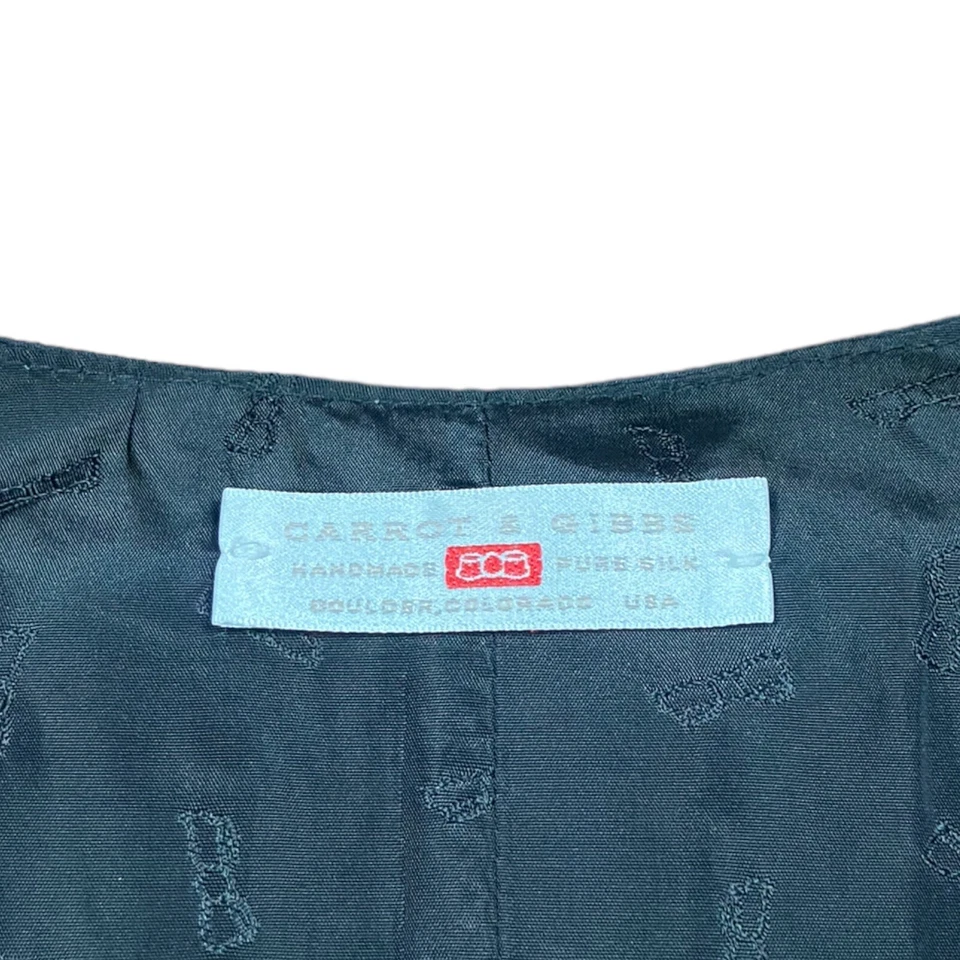 CARROT & GIBBS
HANDMADE PURE SILK
BOULDER, COLORADO USA